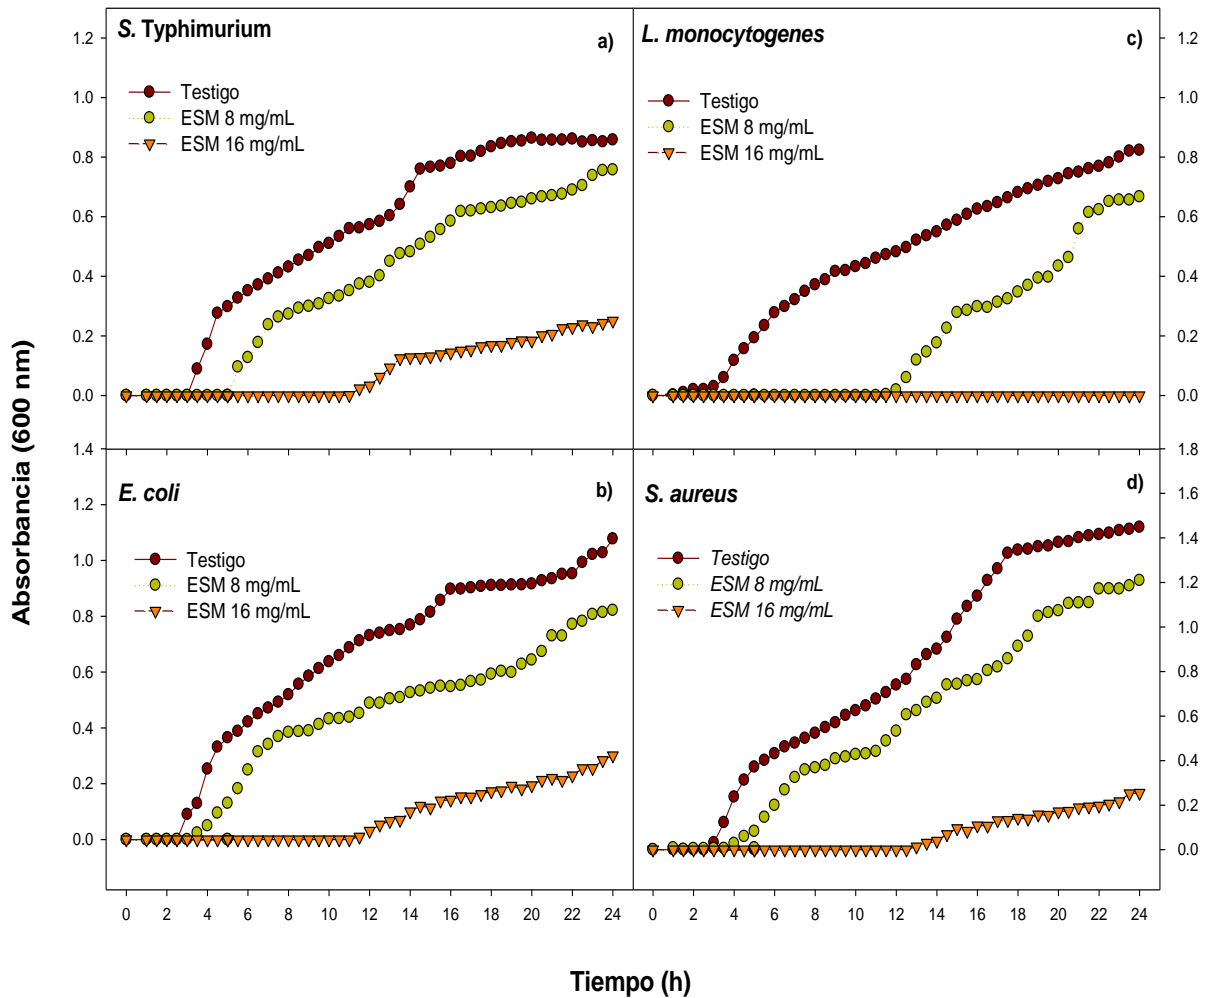 S. Typhimurium
a)
Testigo
ESM 8 mg/mL
ESM 16 mg/mL
1.2
1.0
0.8
0.6
0.4
0.2
0.0
L. monocytogenes
c)
Testigo
ESM 8 mg/mL
ESM 16 mg/mL
1.2
1.0
0.8
0.6
0.4
0.2
0.0
Absorbancia (600 nm)
E. coli
b)
Testigo
ESM 8 mg/mL
ESM 16 mg/mL
1.4
1.2
1.0
0.8
0.6
0.4
0.2
0.0
0 2 4 6 8 10 12 14 16 18 20 22 24
S. aureus
d)
Testigo
ESM 8 mg/mL
ESM 16 mg/mL
1.8
1.6
1.4
1.2
1.0
0.8
0.6
0.4
0.2
0.0
0 2 4 6 8 10 12 14 16 18 20 22 24
Tiempo (h)